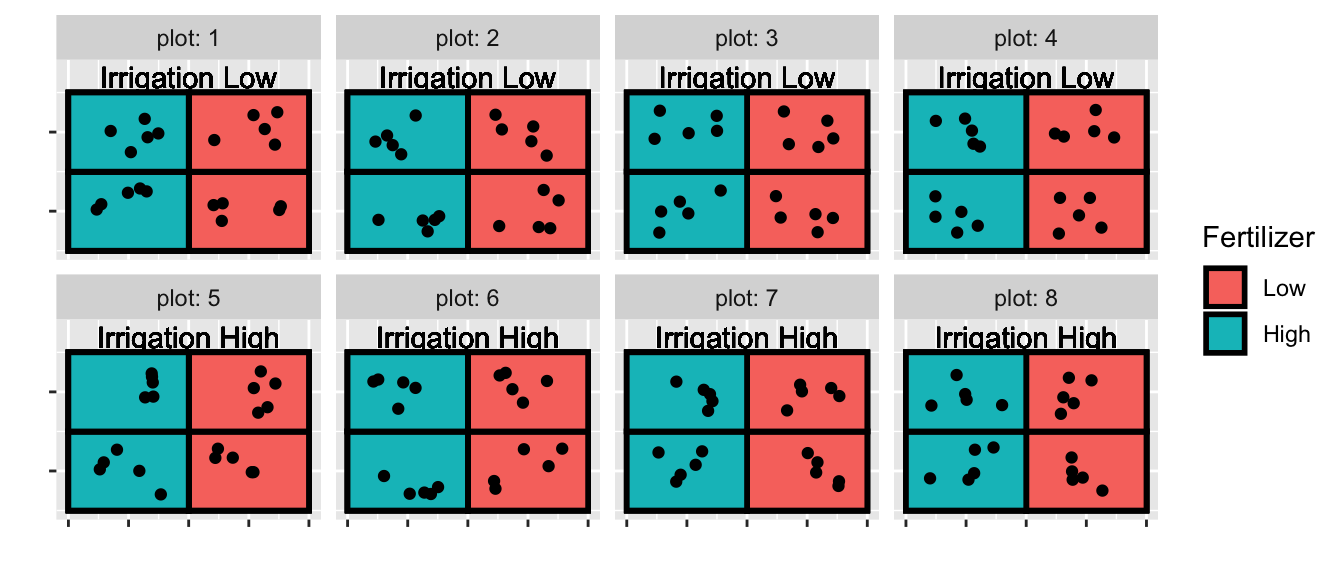 plot: 1
plot: 2
plot: 3
plot: 4
Irrigation Low
Irrigation Low
Irrigation Low
Irrigation Low
plot: 5
plot: 6
plot: 7
plot: 8
Irrigation High
Irrigation High
Irrigation High
Irrigation High
Fertilizer
Low
High